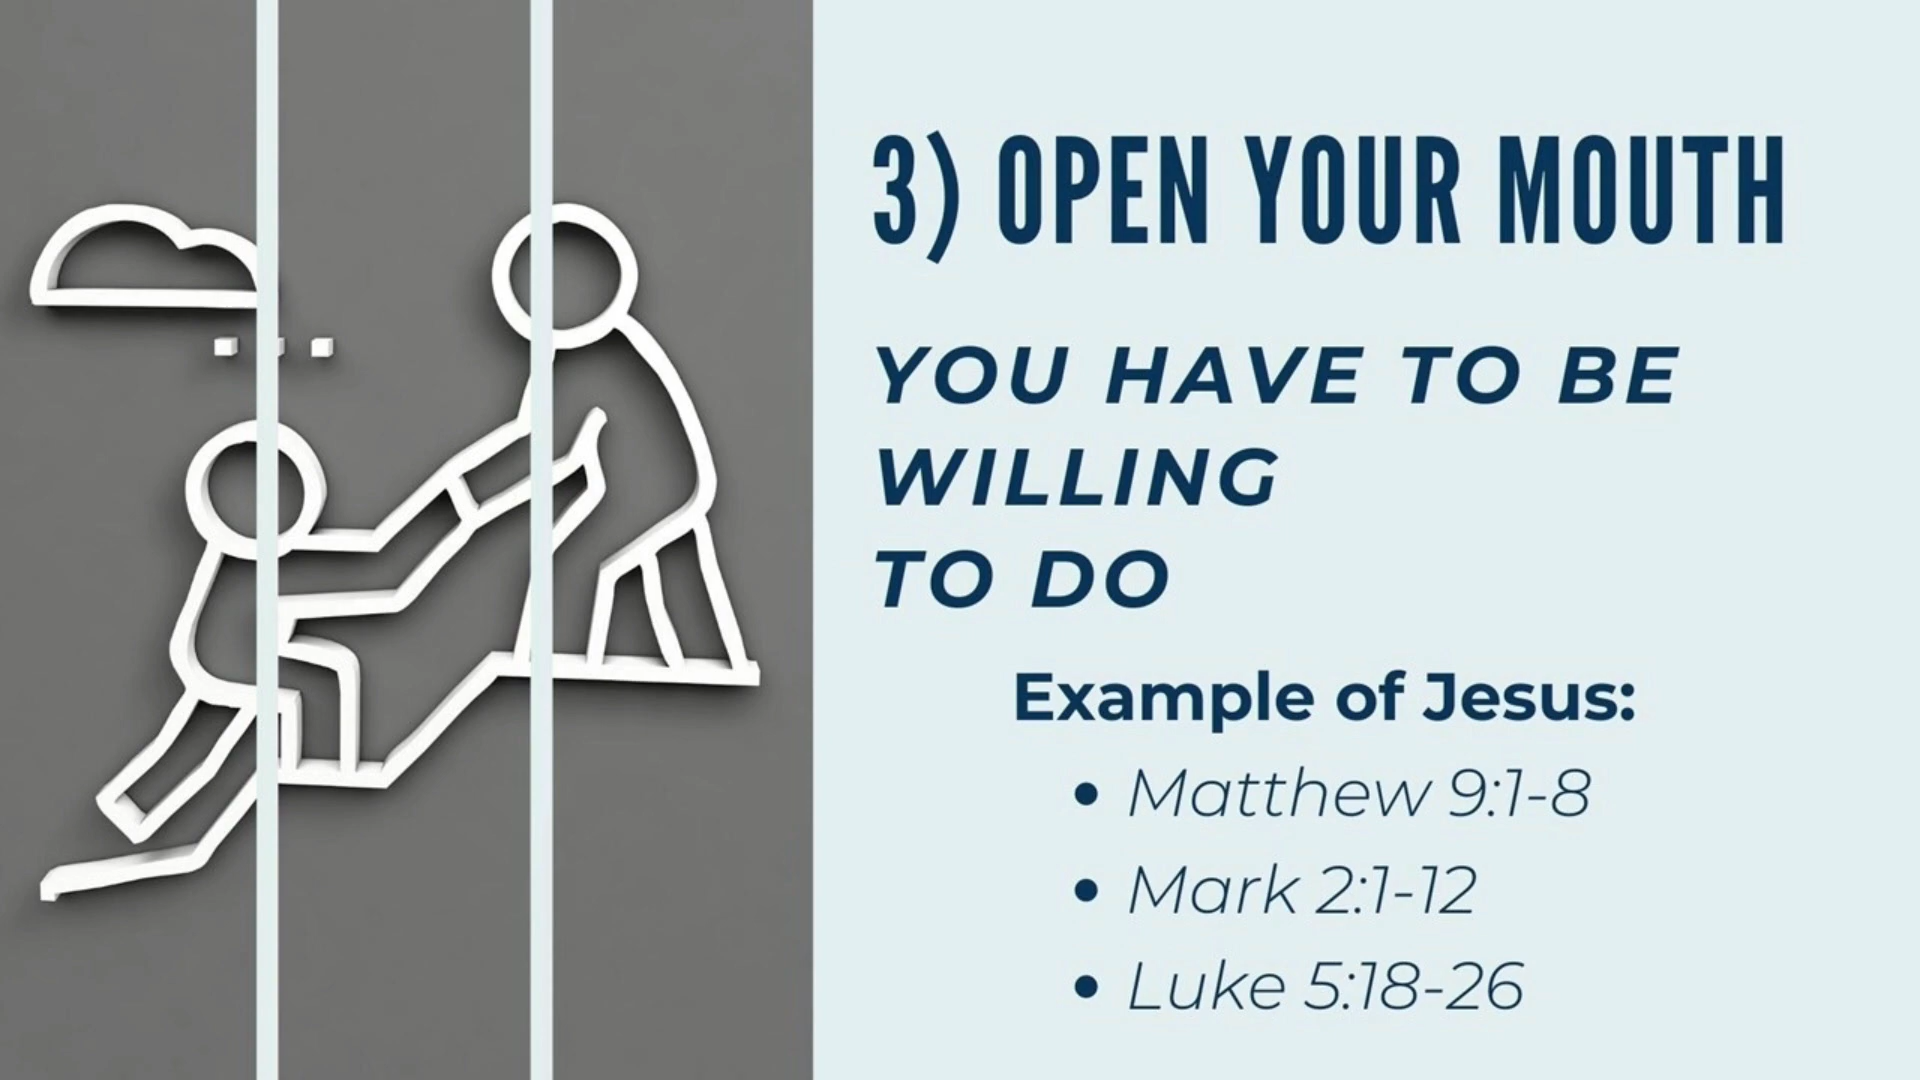 3) OPEN YOUR MOUTH
YOU HAVE TO BE
WILLING
TO DO
Example of Jesus:
• Matthew 9:1-8
• Mark 2:1-12
• Luke 5:18-26